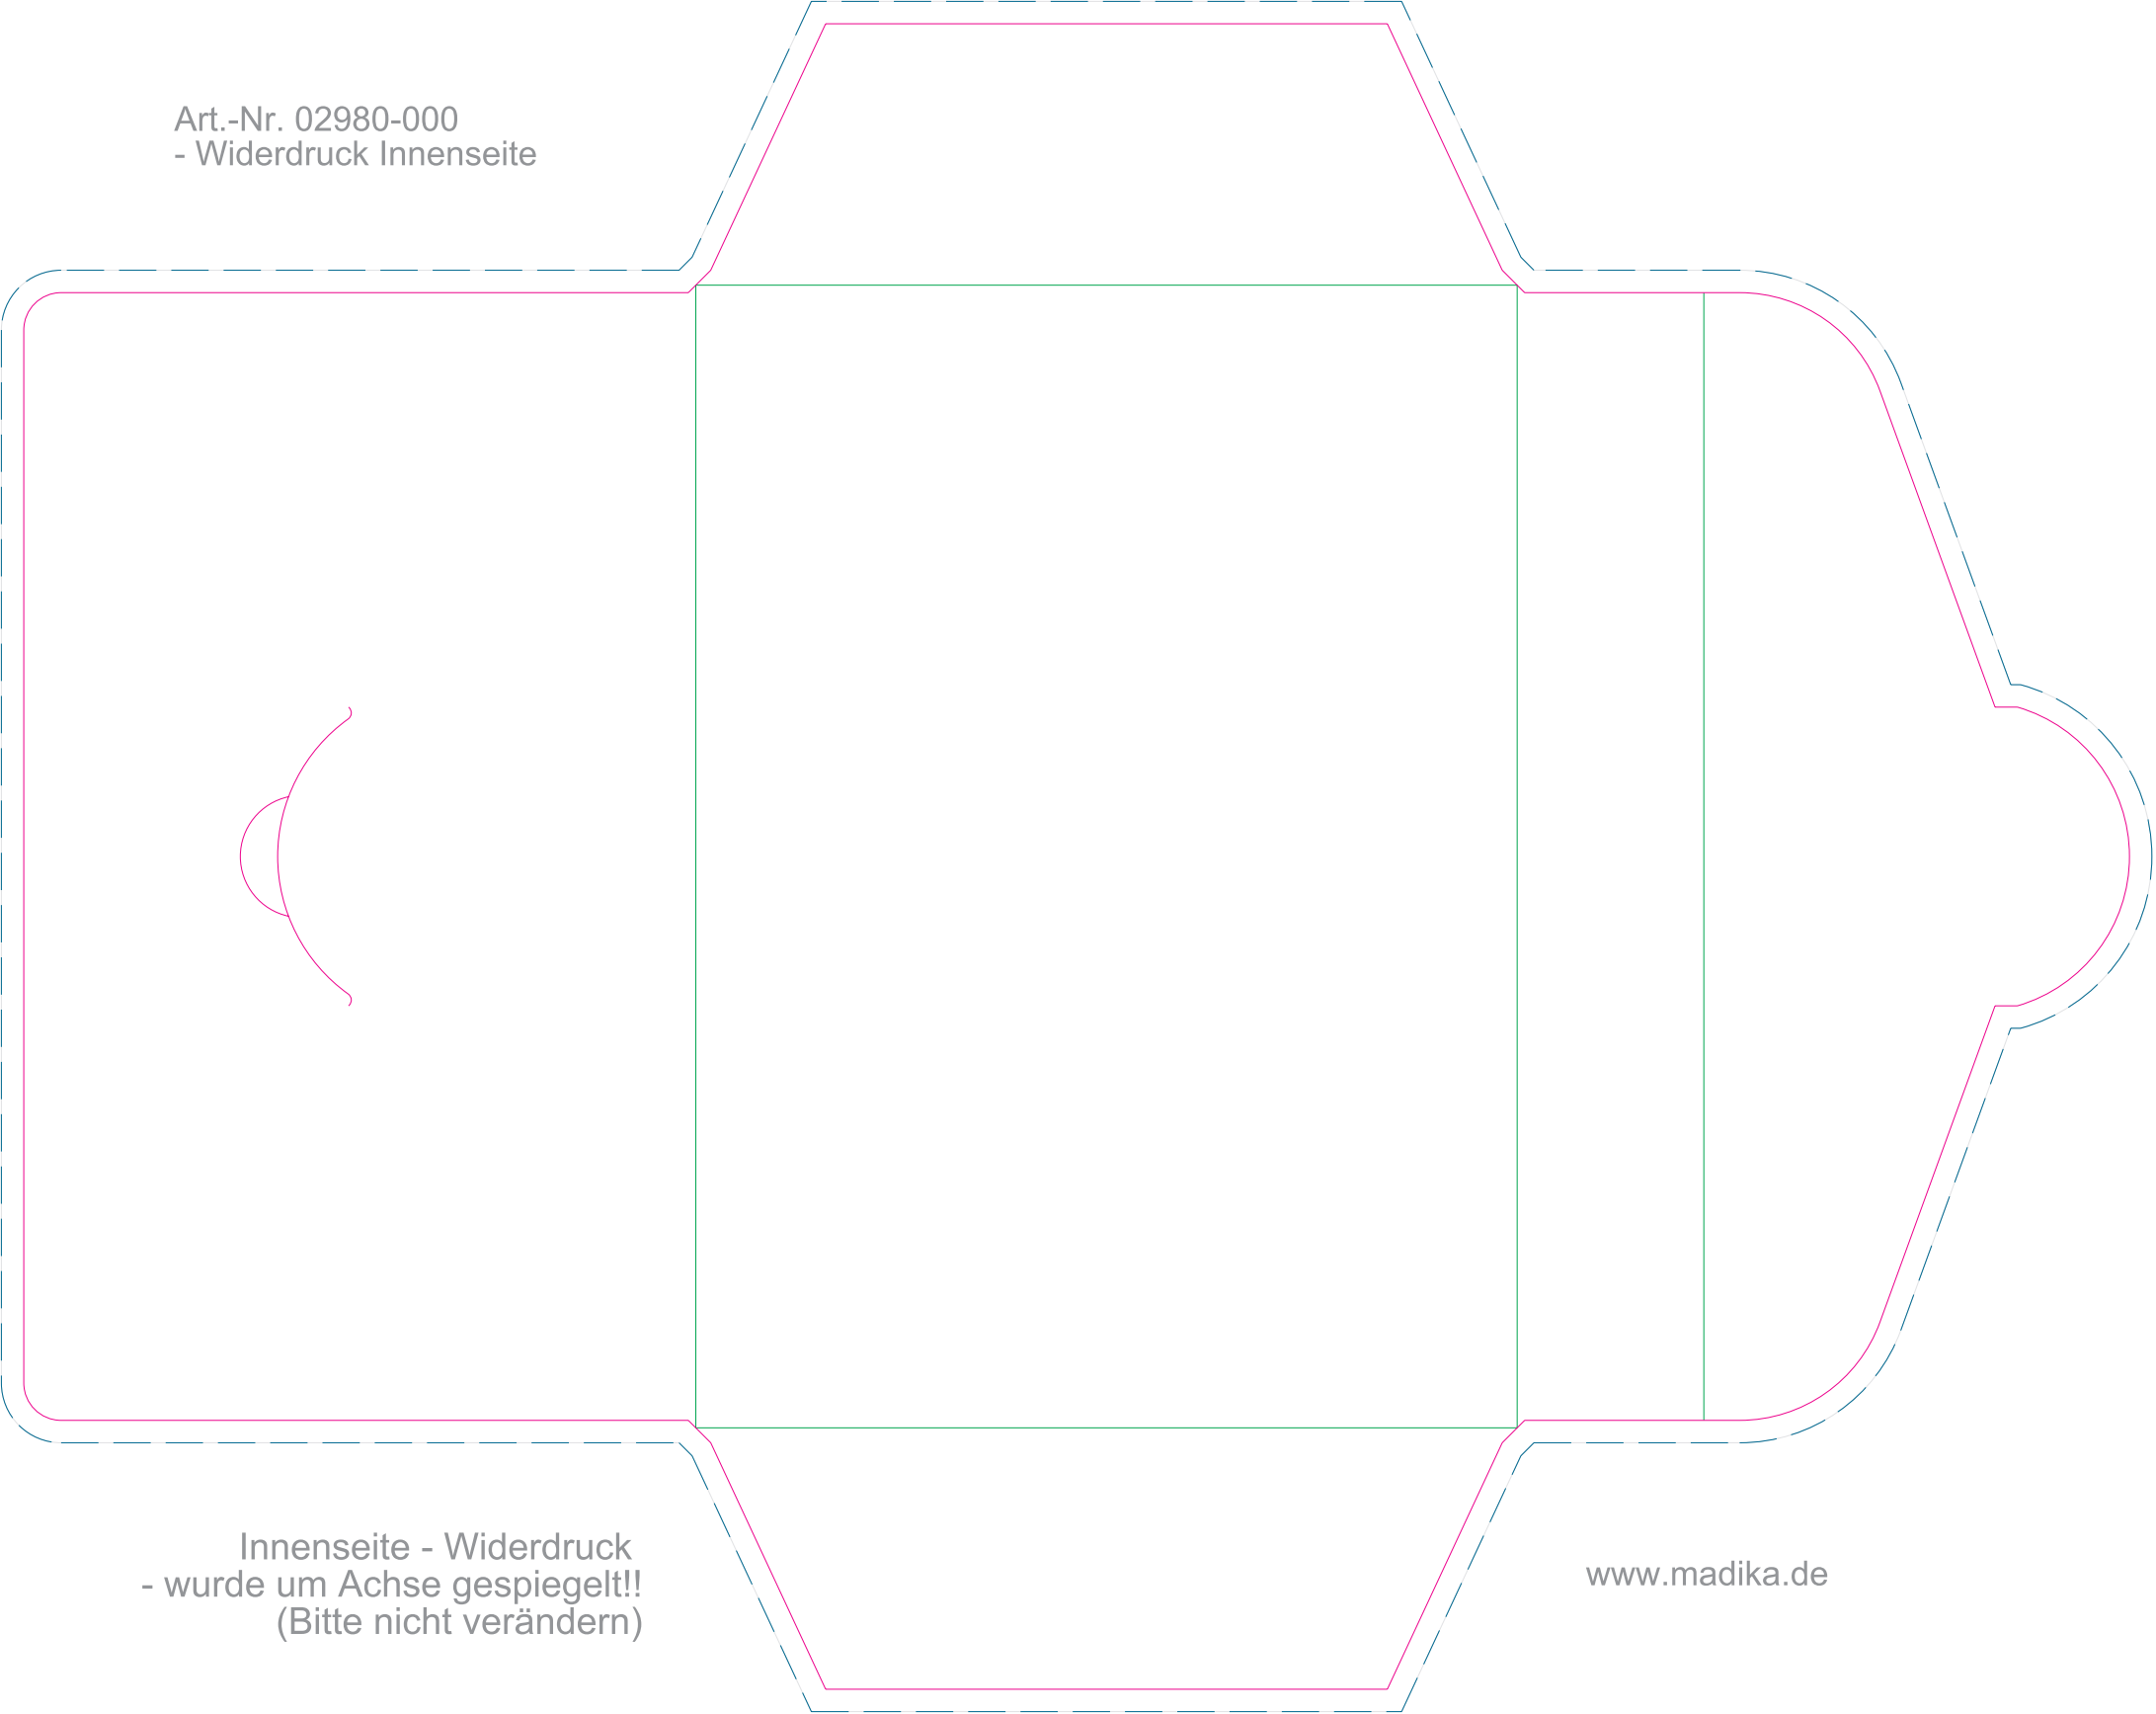 Art.-Nr. 02980-000
- Widerdruck Innenseite
Innenseite - Widerdruck
- wurde um Achse gespiegelt!!
(Bitte nicht verändern)
www.madika.de